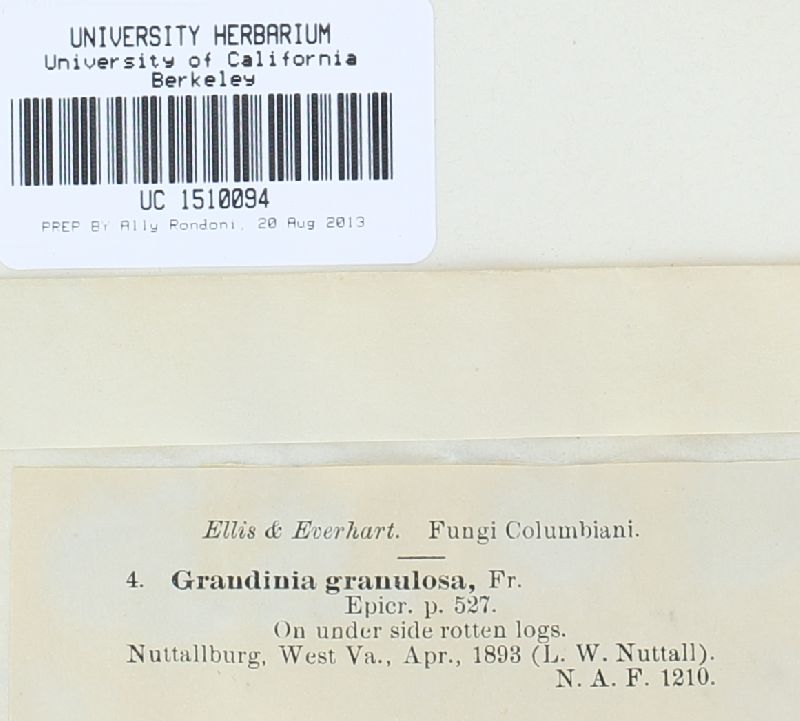 UNIVERSITY HERBARIUM
University of California
Berkeley
UC 1510094
PREP BY Ally Rondoni, 20 Aug 2013
Ellis & Everhart. Fungi Columbiani.
4. Grandinia granulosa, Fr.
Epicr. p. 527.
On under side rotten logs.
Nuttallburg, West Va., Apr., 1893 (L. W. Nuttall).
N. A. F. 1210.